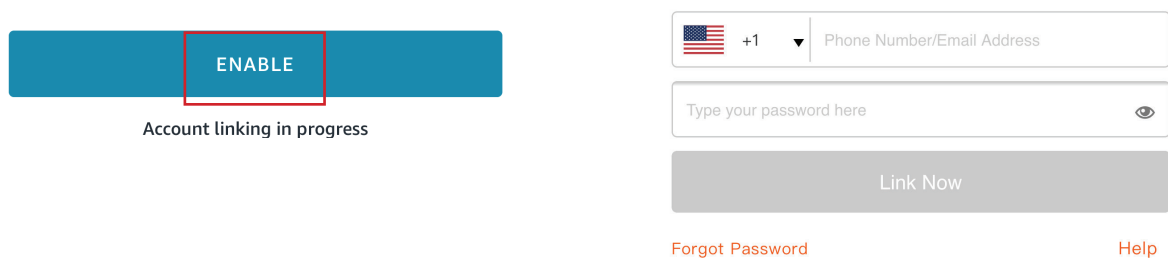 ENABLE
Account linking in progress
+1 Phone Number/Email Address
Type your password here
Link Now
Forgot Password Help